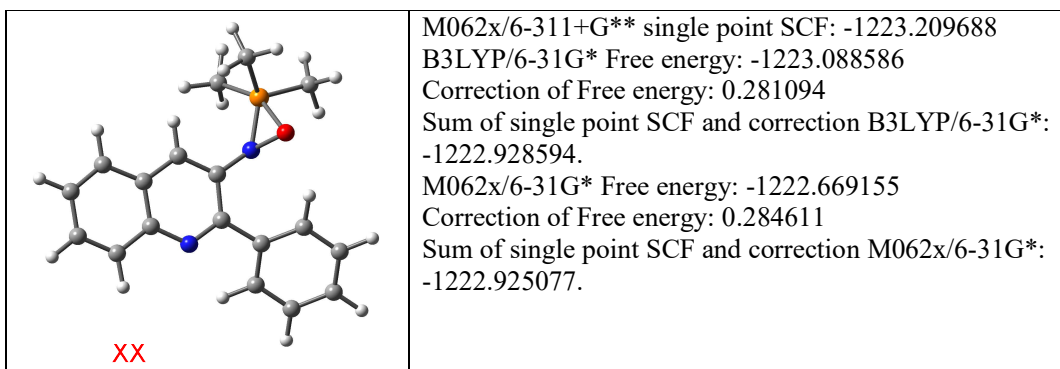 M062x/6-311+G** single point SCF: -1223.209688
B3LYP/6-31G* Free energy: -1223.088586
Correction of Free energy: 0.281094
Sum of single point SCF and correction B3LYP/6-31G*:
-1222.928594.
M062x/6-31G* Free energy: -1222.669155
Correction of Free energy: 0.284611
Sum of single point SCF and correction M062x/6-31G*:
-1222.925077.
XX